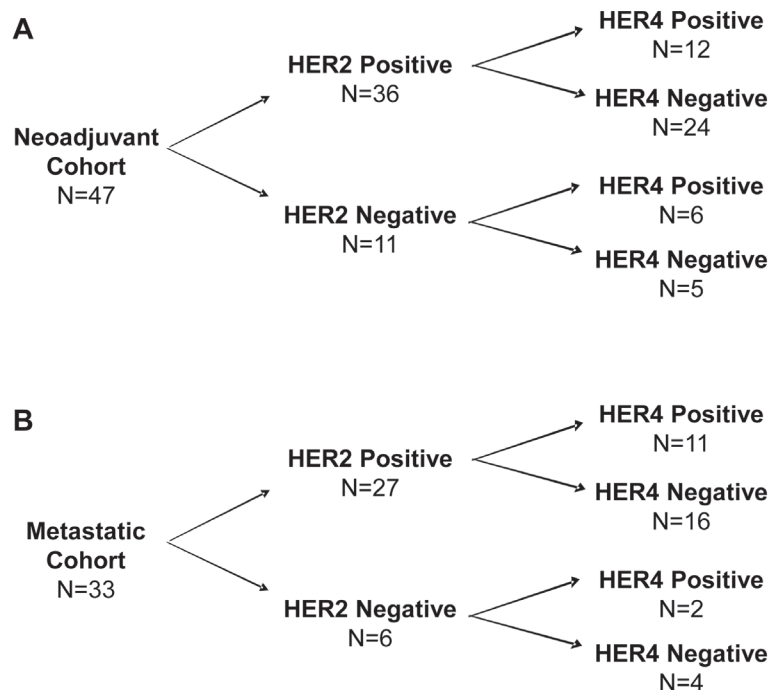 A
Neoadjuvant
Cohort
N=47
HER2 Positive
N=36
HER2 Negative
N=11
HER4 Positive
N=12
HER4 Negative
N=24
HER4 Positive
N=6
HER4 Negative
N=5
B
Metastatic
Cohort
N=33
HER2 Positive
N=27
HER2 Negative
N=6
HER4 Positive
N=11
HER4 Negative
N=16
HER4 Positive
N=2
HER4 Negative
N=4